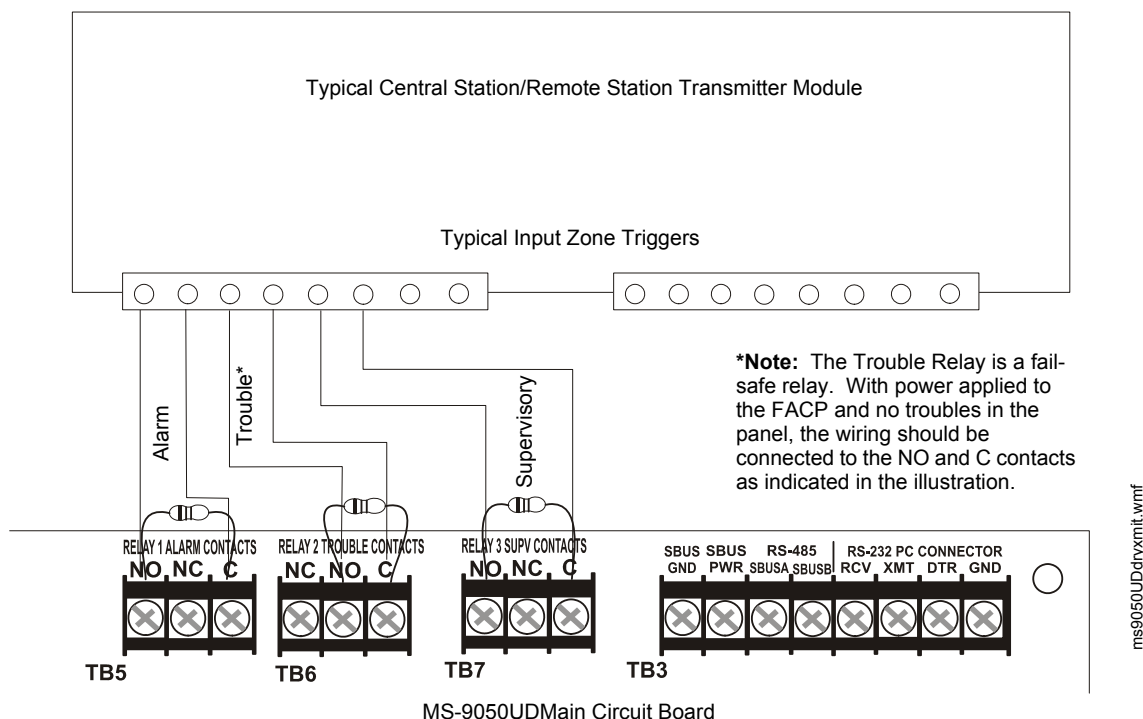 Typical Central Station/Remote Station Transmitter Module
Typical Input Zone Triggers
Alarm
Trouble*
Supervisory
*Note: The Trouble Relay is a fail-
safe relay. With power applied to
the FACP and no troubles in the
panel, the wiring should be
connected to the NO and C contacts
as indicated in the illustration.
RELAY 1 ALARM CONTACTS
NO NC C
TB5
RELAY 2 TROUBLE CONTACTS
NC NO C
TB6
RELAY 3 SUPV CONTACTS
NO NC C
TB7
SBUS SBUS RS-485 RS-232 PC CONNECTOR
GND PWR SBUSA SBUSB RCV XMT DTR GND
TB3
MS-9050UDMain Circuit Board
ms9050UDdrvxmit.wmf